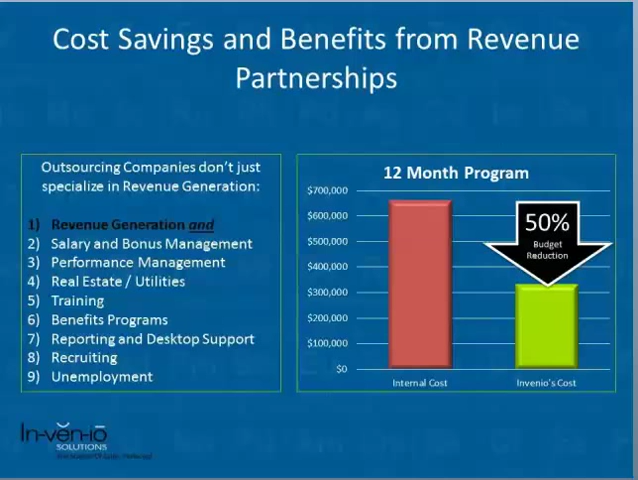 Cost Savings and Benefits from Revenue
Partnerships
Outsourcing Companies don't just
specialize in Revenue Generation:
1) Revenue Generation and
2) Salary and Bonus Management
3) Performance Management
4) Real Estate / Utilities
5) Training
6) Benefits Programs
7) Reporting and Desktop Support
8) Recruiting
9) Unemployment
12 Month Program
$700,000
$600,000
$500,000
$400,000
$300,000
$200,000
$100,000
$0
50%
Budget
Reduction
Internal Cost
Invenio's Cost
In·vĕn·iō
SOLUTIONS